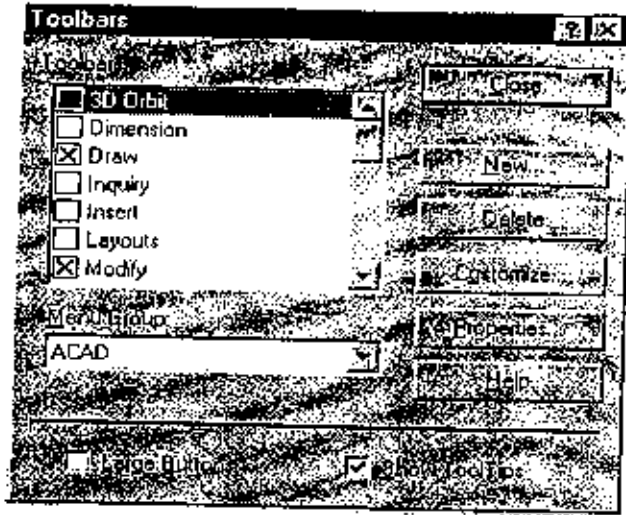 Toolbars
Toolbars
3D Orbit
Dimension
Draw
Inquiry
Insert
Layouts
Modify
Menu Group:
ACAD
Close
New...
Delete
Customize...
Properties...
Help
Large Buttons
Show ToolTips